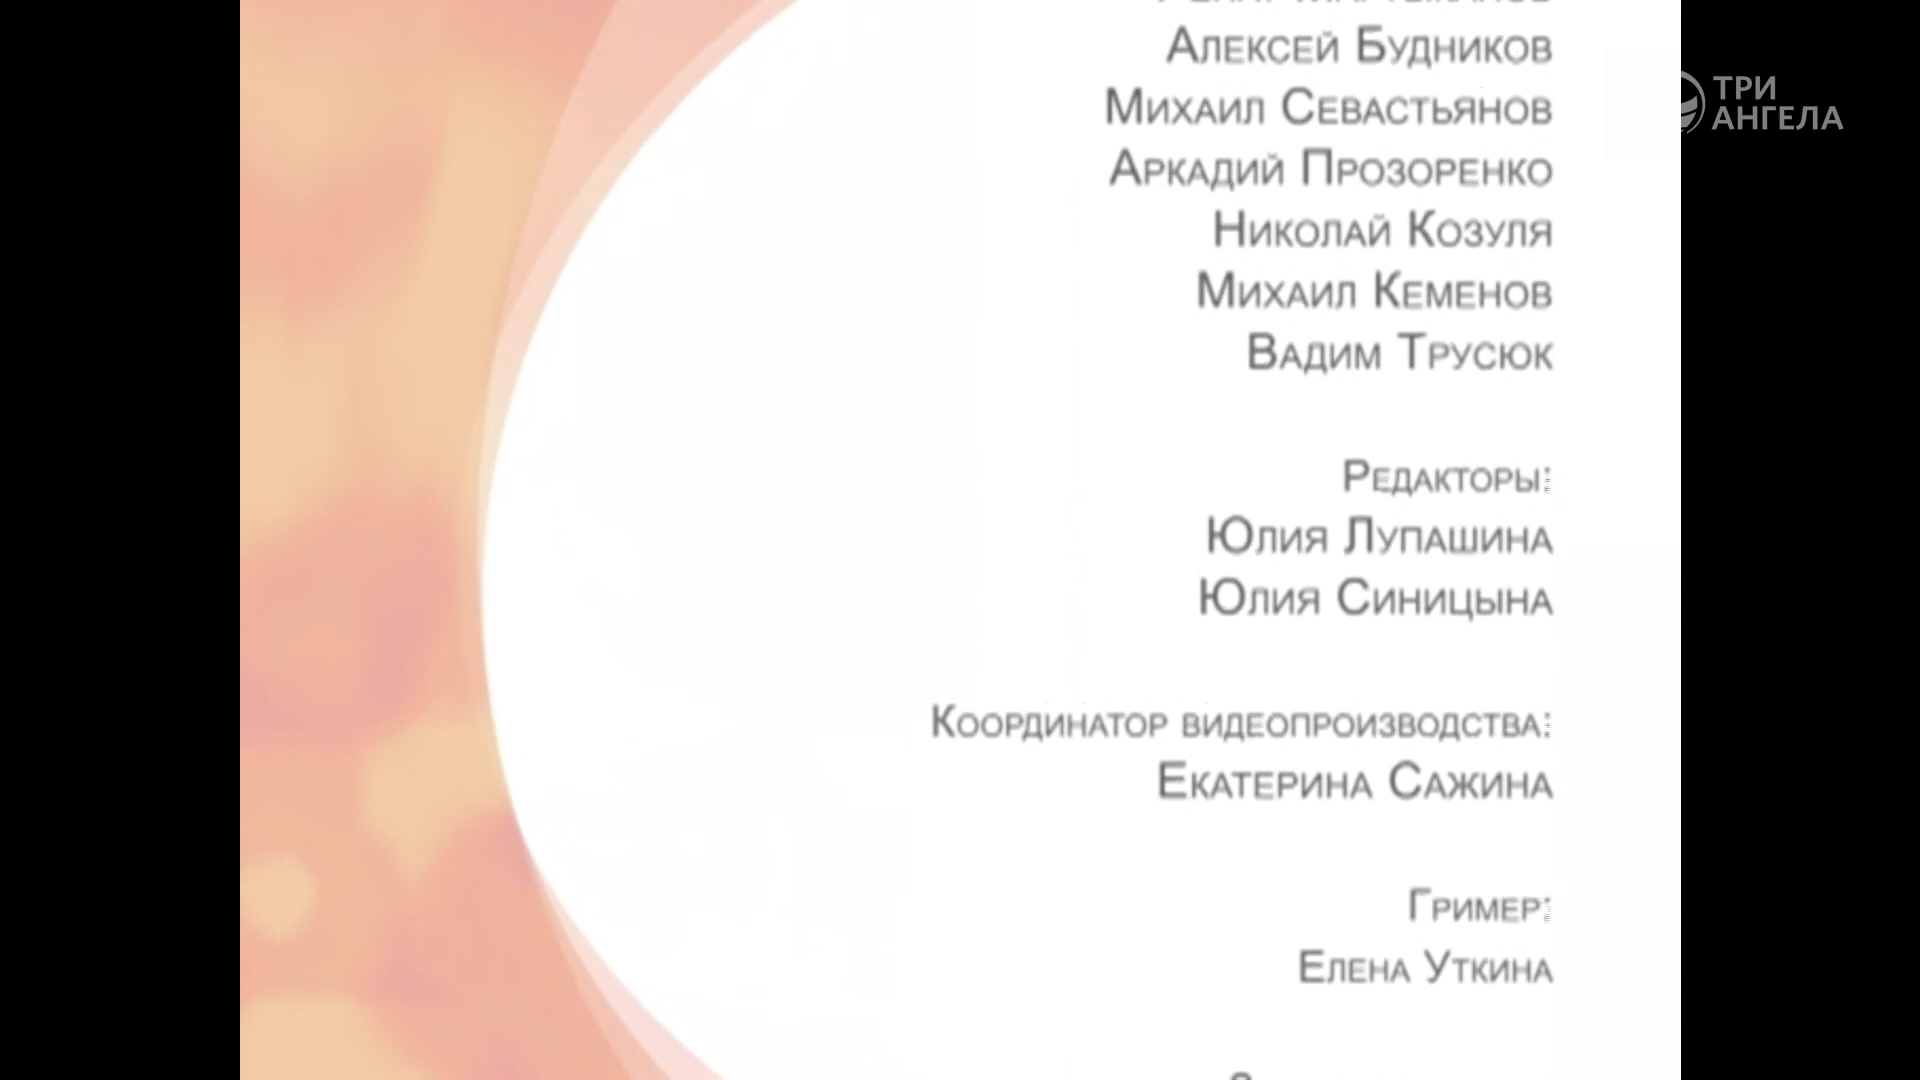 Алексей Будников
Михаил Севастьянов
Аркадий Прозоренко
Николай Козуля
Михаил Кеменов
Вадим Трусюк
Редакторы:
Юлия Лупашина
Юлия Синицына
Координатор видеопроизводства:
Екатерина Сажина
Гример:
Елена Уткина
ТРИ
АНГЕЛА